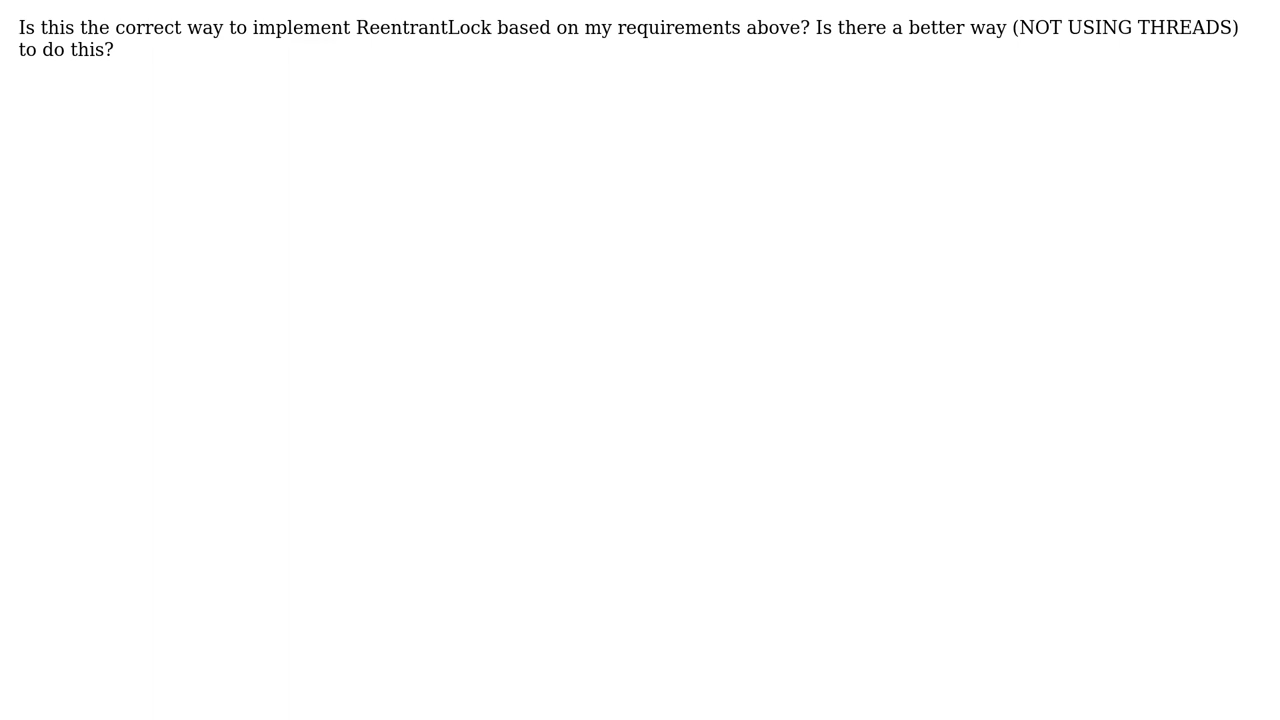 Is this the correct way to implement ReentrantLock based on my requirements above? Is there a better way (NOT USING THREADS)
to do this?